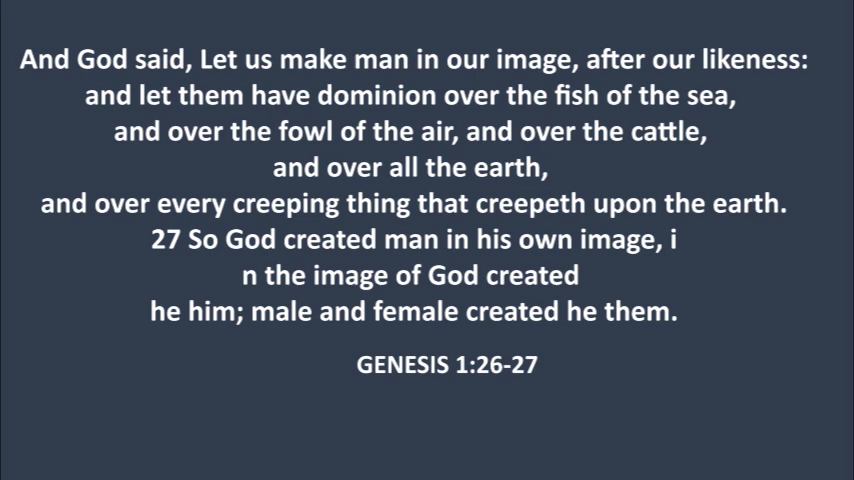 And God said, Let us make man in our image, after our likeness:
and let them have dominion over the fish of the sea,
and over the fowl of the air, and over the cattle,
and over all the earth,
and over every creeping thing that creepeth upon the earth.
27 So God created man in his own image, i
n the image of God created
he him; male and female created he them.
GENESIS 1:26-27